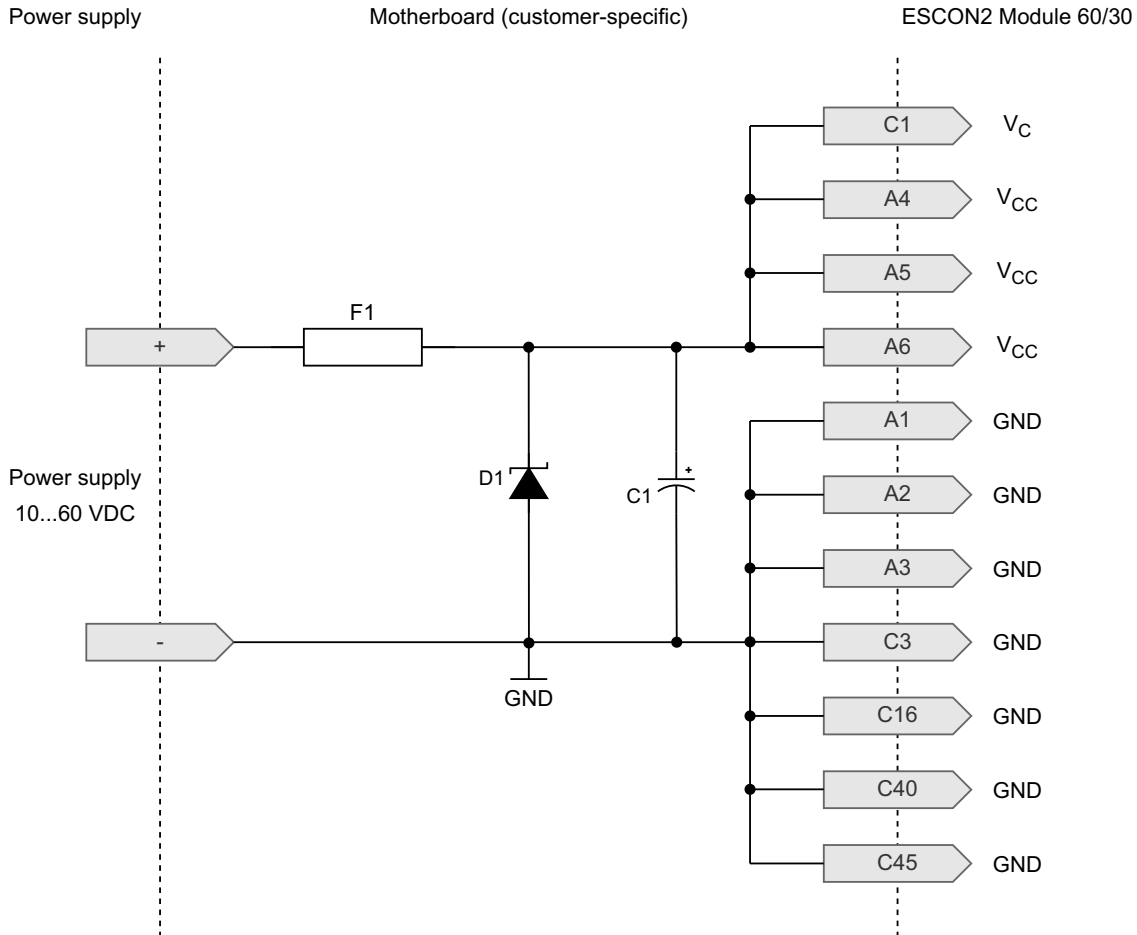 Power supply
Motherboard (customer-specific)
ESCON2 Module 60/30
C1 VC
A4 VCC
A5 VCC
F1
+
A6 VCC
A1 GND
Power supply
10...60 VDC
D1
+
C1
A2 GND
A3 GND
-
C3 GND
GND
C16 GND
C40 GND
C45 GND